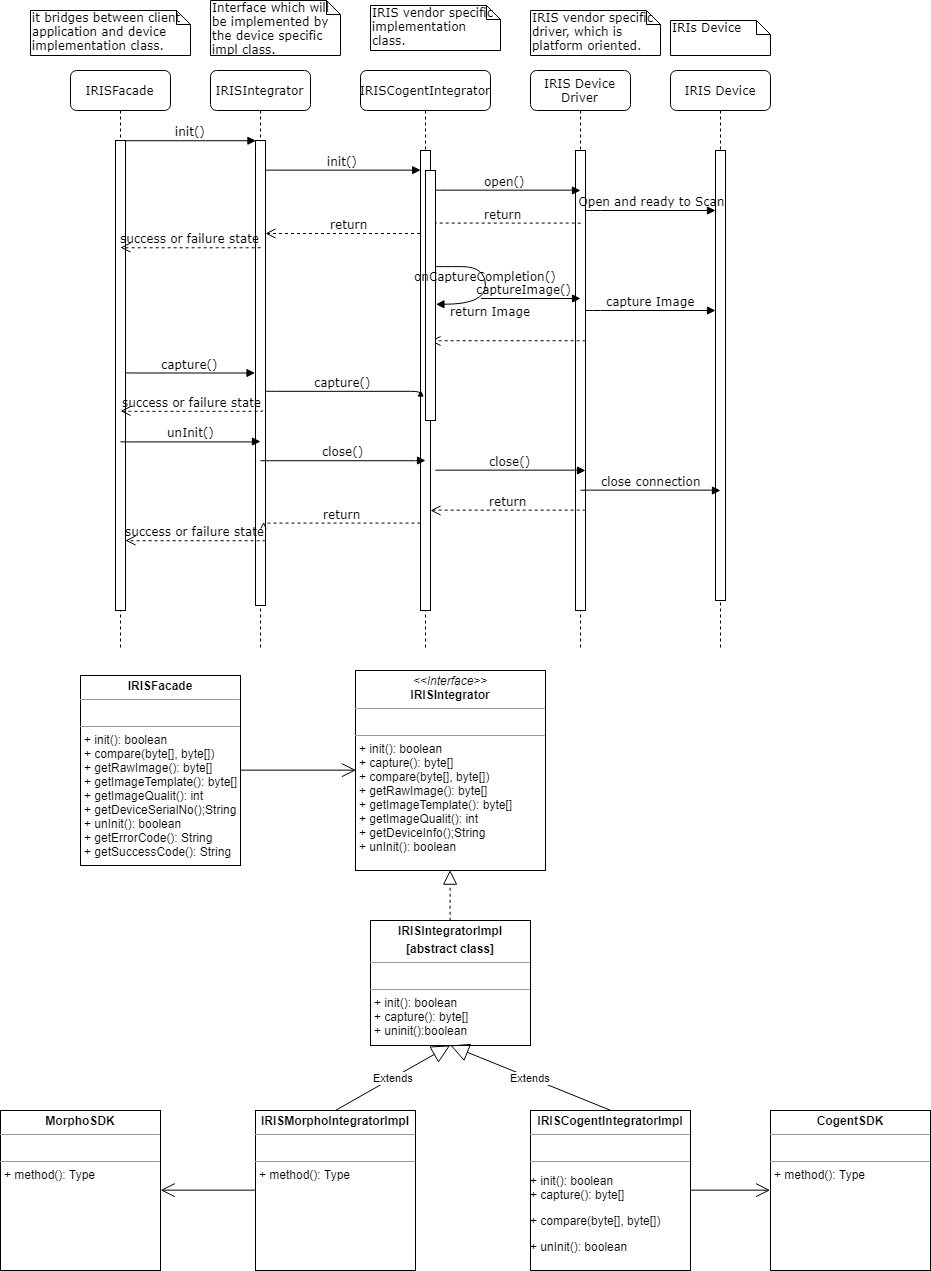 it bridges between client
application and device
implementation class.
Interface which will
be implemented by
the device specific
impl class.
IRIS vendor specific
implementation
class.
IRIS vendor specific
driver, which is
platform oriented.
IRIs Device
IRISFacade
IRISIntegrator
IRISCogentIntegrator
IRIS Device
Driver
IRIS Device
init()
init()
open()
Open and ready to Scan
return
return
success or failure state
onCaptureCompletion()
captureImage()
capture Image
return Image
capture()
capture()
success or failure state
unInit()
close()
close()
close connection
return
return
success or failure state
IRISFacade
+ init(): boolean
+ compare(byte[], byte[])
+ getRawImage(): byte[]
+ getImageTemplate(): byte[]
+ getImageQualit(): int
+ getDeviceSerialNo();String
+ unInit(): boolean
+ getErrorCode(): String
+ getSuccessCode(): String
<<Interface>>
IRISIntegrator
+ init(): boolean
+ capture(): byte[]
+ compare(byte[], byte[])
+ getRawImage(): byte[]
+ getImageTemplate(): byte[]
+ getImageQualit(): int
+ getDeviceInfo();String
+ unInit(): boolean
IRISIntegratorImpl
[abstract class]
+ init(): boolean
+ capture(): byte[]
+ uninit():boolean
Extends
Extends
MorphoSDK
+ method(): Type
IRISMorphoIntegratorImpl
+ method(): Type
IRISCogentIntegratorImpl
+ init(): boolean
+ capture(): byte[]
+ compare(byte[], byte[])
+ unInit(): boolean
CogentSDK
+ method(): Type